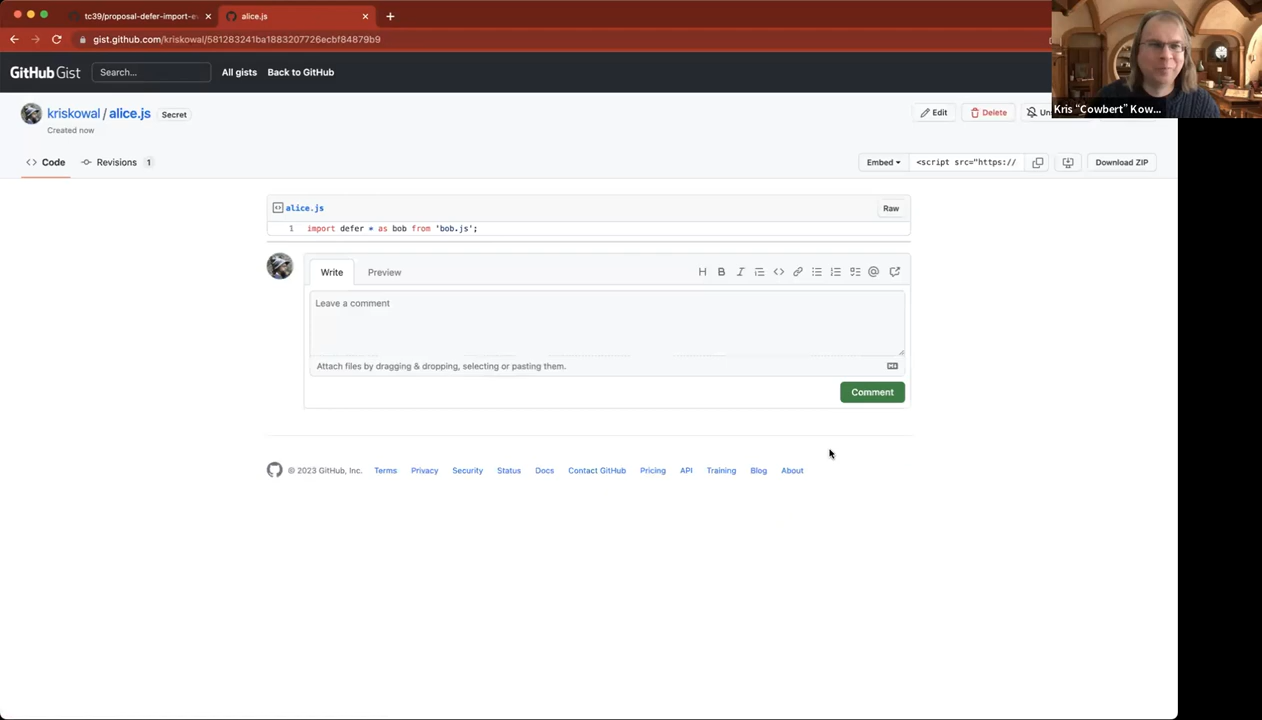 tc39/proposal-defer-import-ev
alice.js
gist.github.com/kriskowal/581283241ba1883207726ecbf84879b9
GitHub Gist
Search...
All gists
Back to GitHub
Kris "Cowbert" Kow...
kriskowal / alice.js
Secret
Edit
Delete
Un
Created now
Code
Revisions 1
Embed
<script src="https://
Download ZIP
alice.js
Raw
1 import defer * as bob from 'bob.js';
Write
Preview
H B I
Leave a comment
Attach files by dragging & dropping, selecting or pasting them.
Comment
© 2023 GitHub, Inc.
Terms
Privacy
Security
Status
Docs
Contact GitHub
Pricing
API
Training
Blog
About